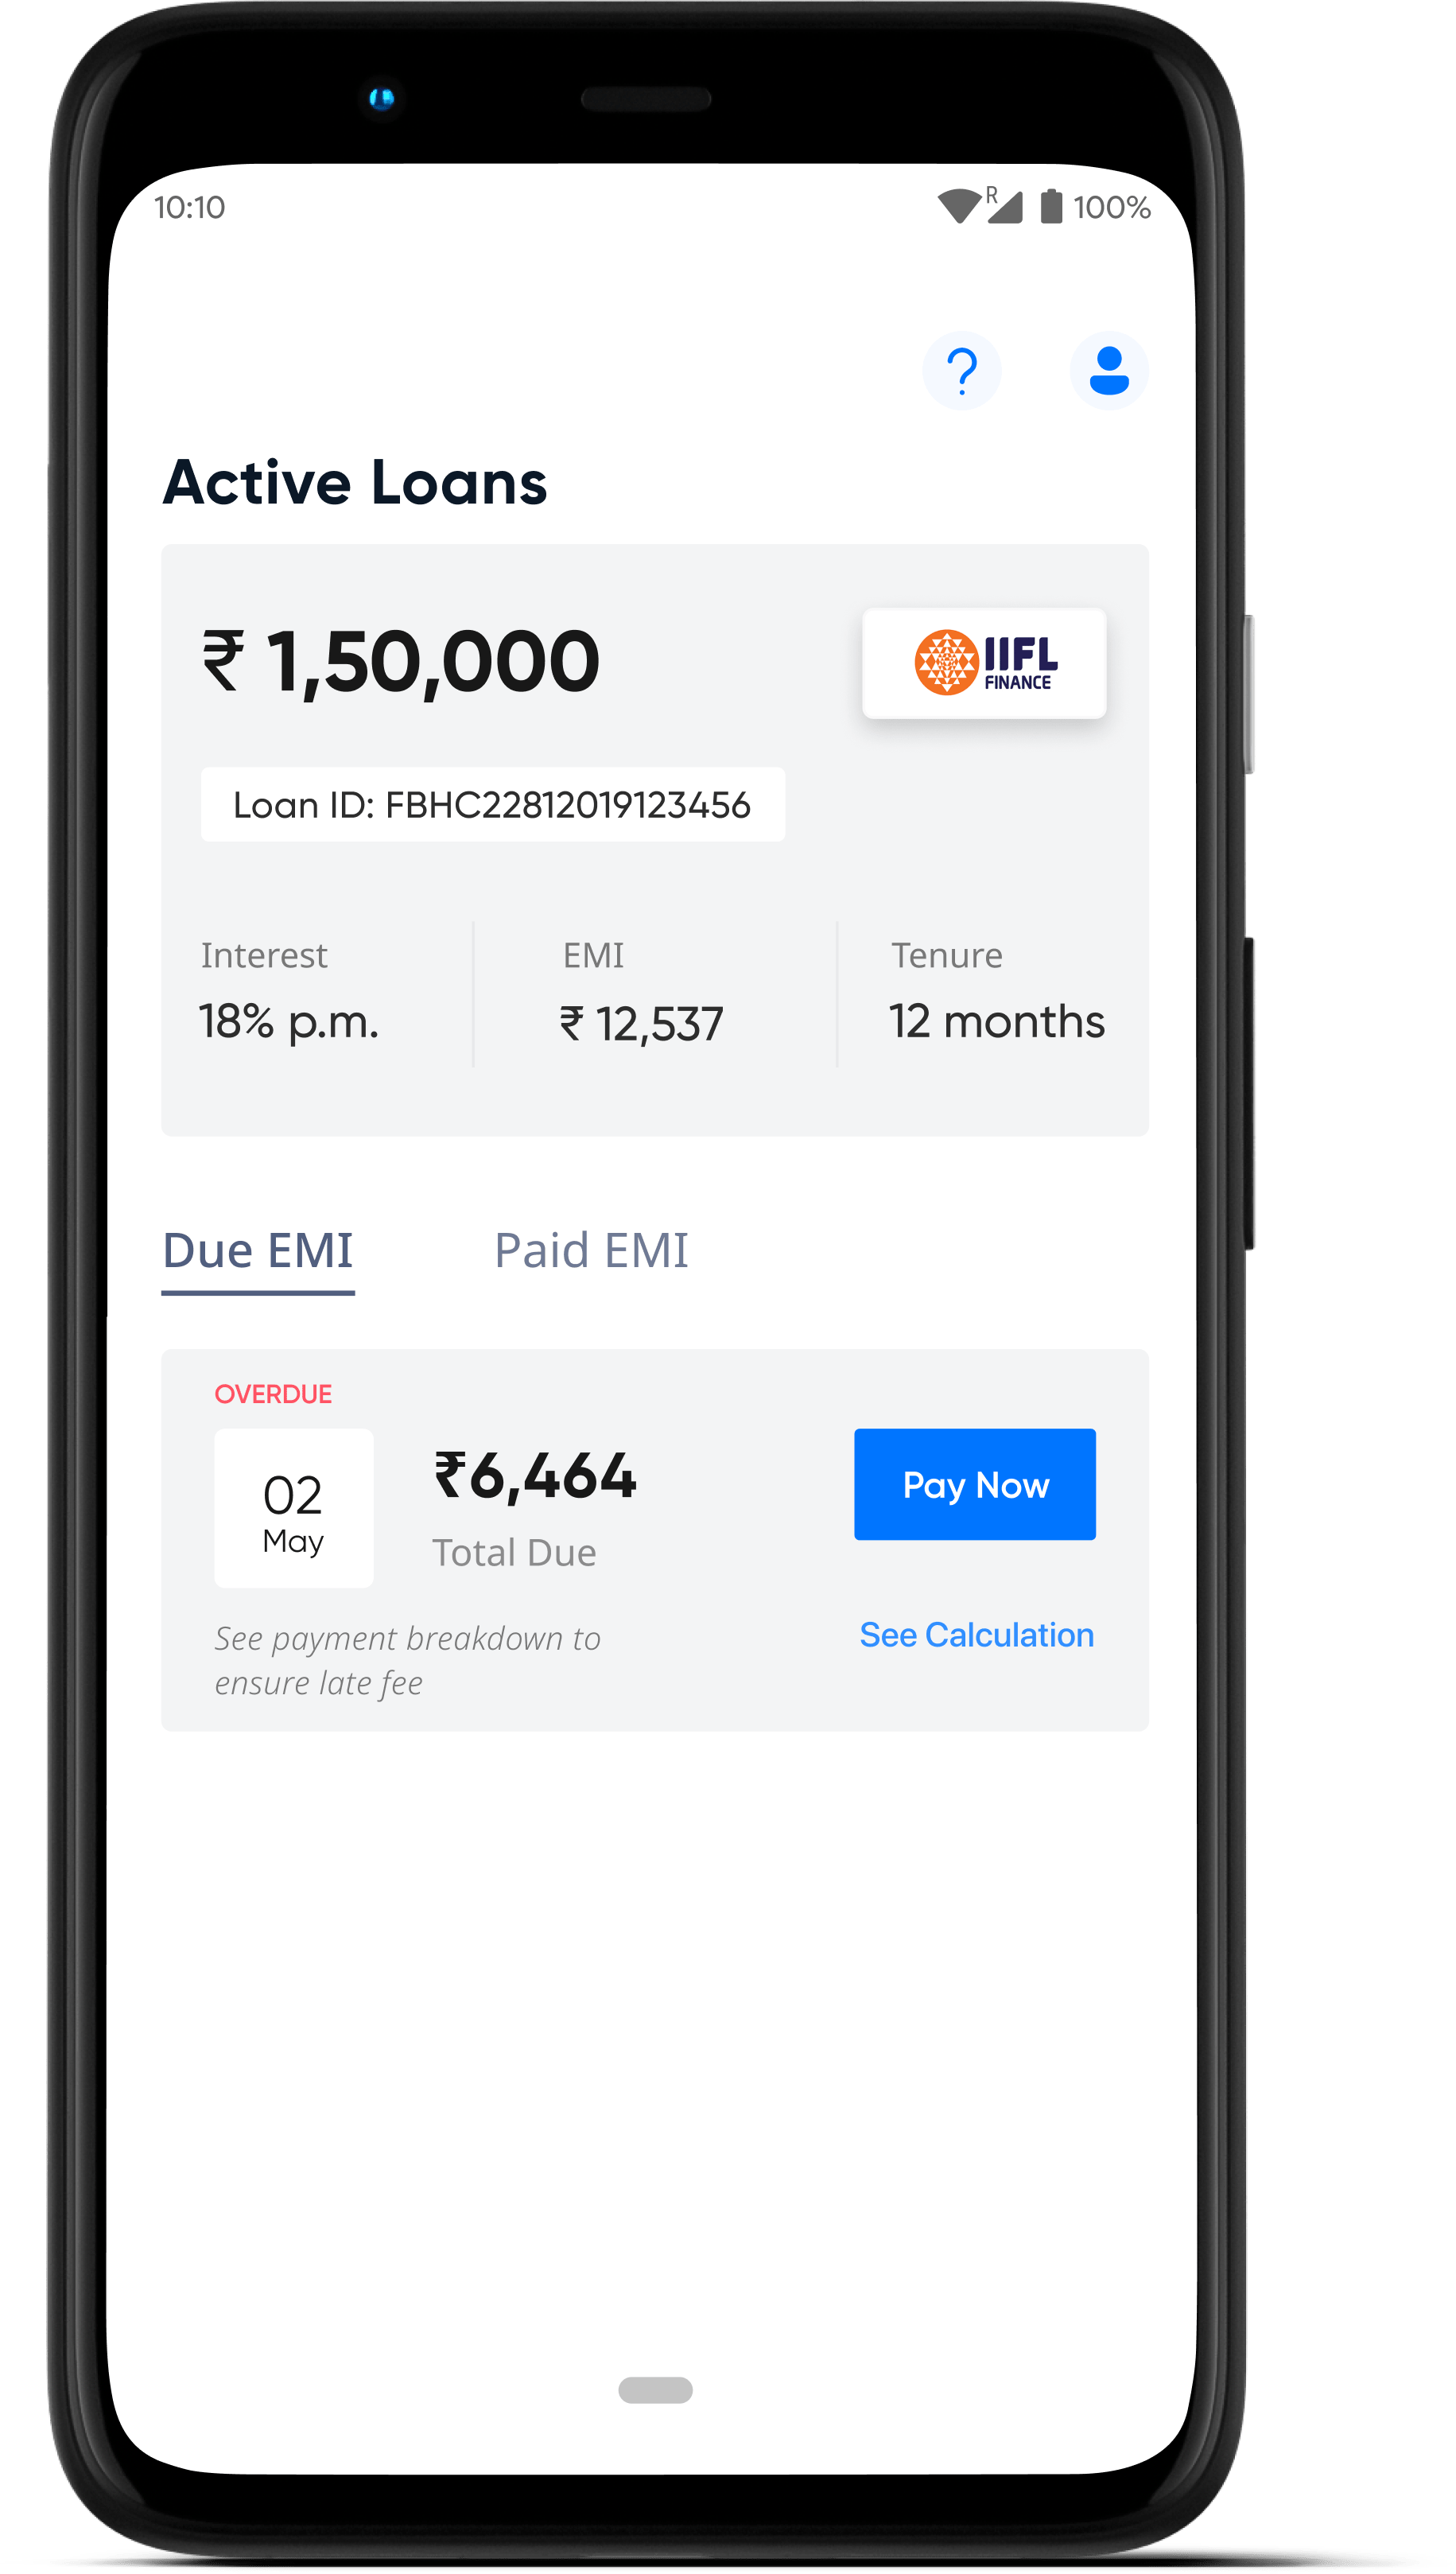 10:10
R
100%
?
Active Loans
₹ 1,50,000
IIFL
FINANCE
Loan ID: FBHC22812019123456
Interest
EMI
Tenure
18% p.m.
₹ 12,537
12 months
Due EMI
Paid EMI
OVERDUE
02
May
₹6,464
Total Due
Pay Now
See payment breakdown to
ensure late fee
See Calculation